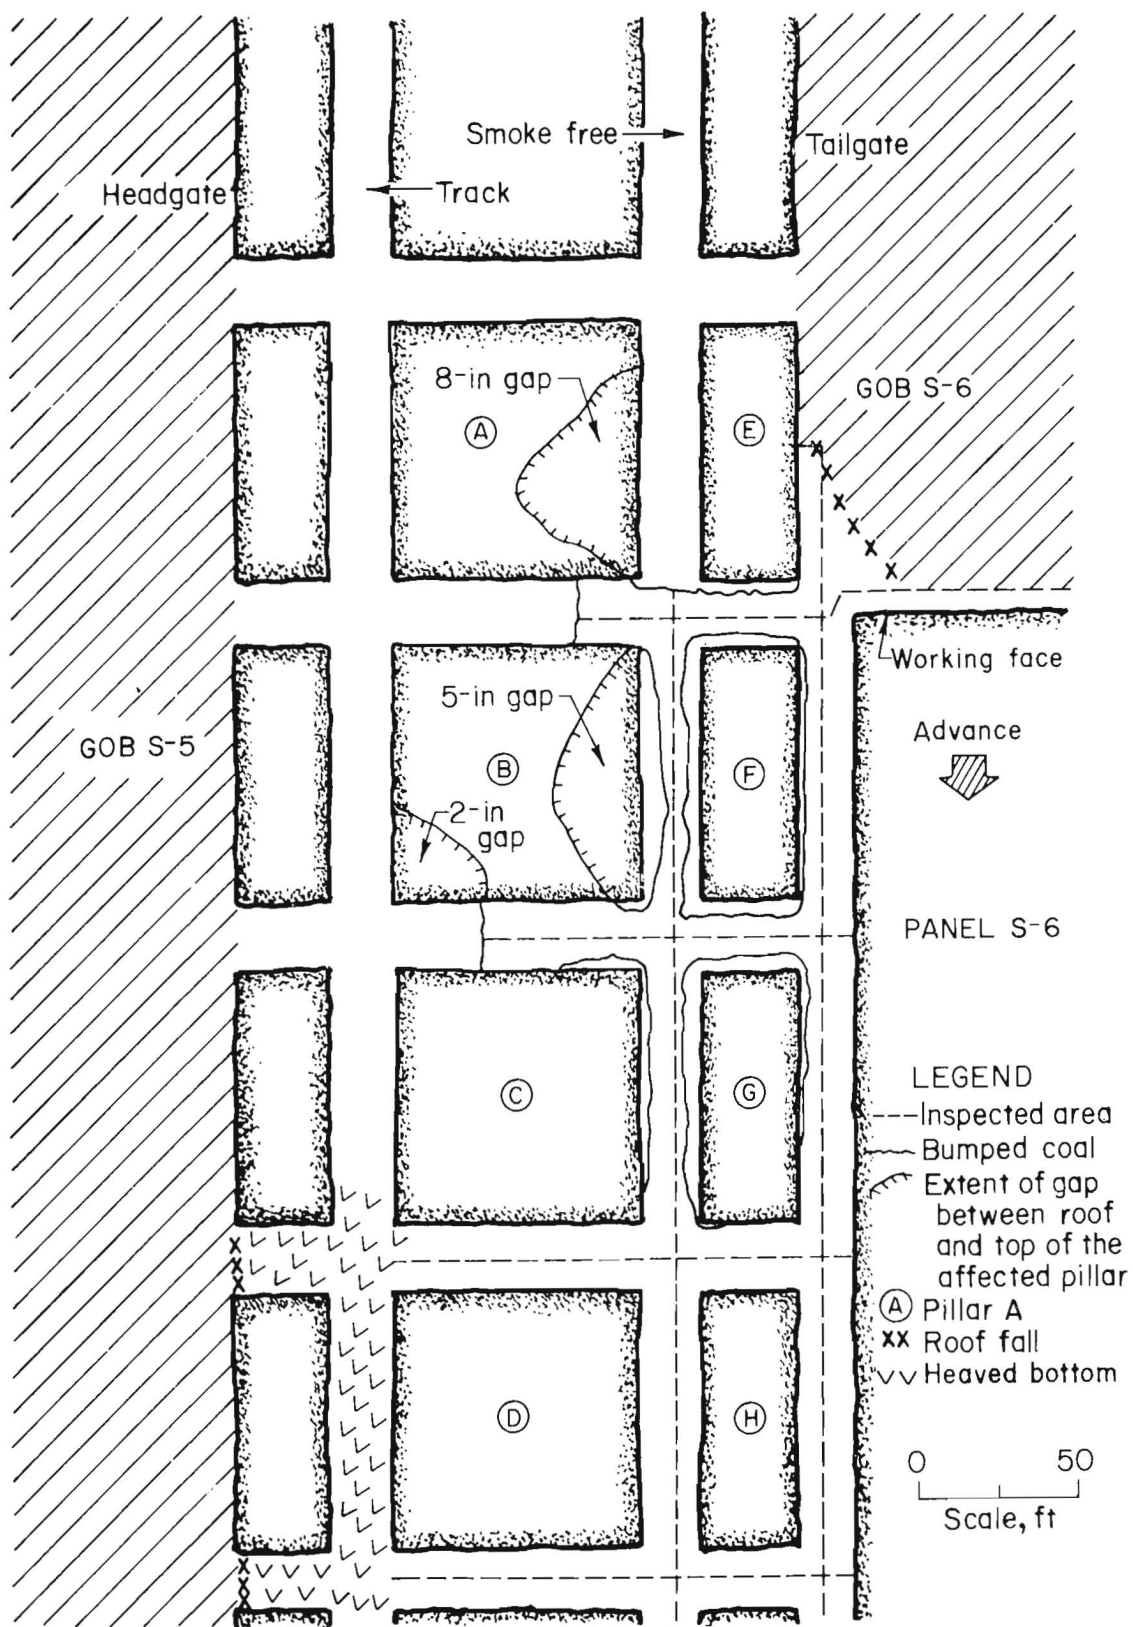 Smoke free
Tailgate
Headgate
Track
8-in gap
GOB S-6
A
E
Working face
5-in gap
Advance
GOB S-5
B
F
2-in
gap
PANEL S-6
C
G
LEGEND
Inspected area
Bumped coal
Extent of gap
between roof
and top of the
affected pillar
A Pillar A
XX Roof fall
Heaved bottom
D
H
0 50
Scale, ft